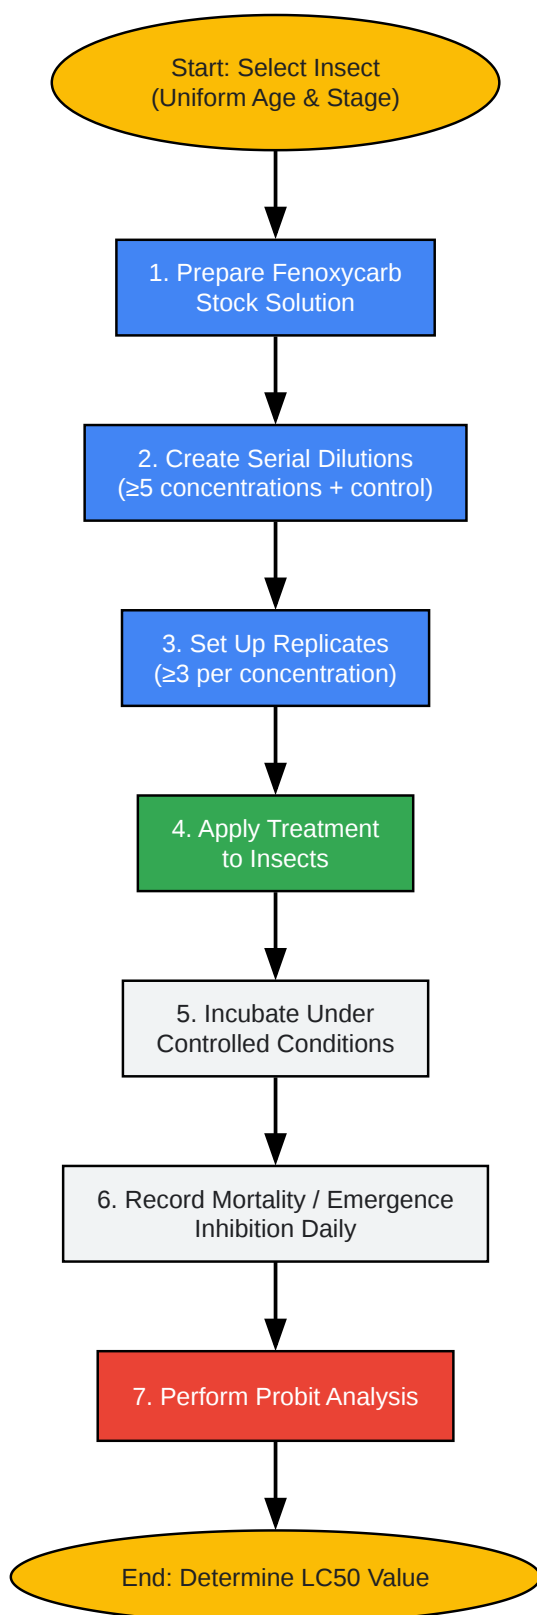 Start: Select Insect
(Uniform Age & Stage)
1. Prepare Fenoxycarb
Stock Solution
2. Create Serial Dilutions
(≥5 concentrations + control)
3. Set Up Replicates
(≥3 per concentration)
4. Apply Treatment
to Insects
5. Incubate Under
Controlled Conditions
6. Record Mortality / Emergence
Inhibition Daily
7. Perform Probit Analysis
End: Determine LC50 Value